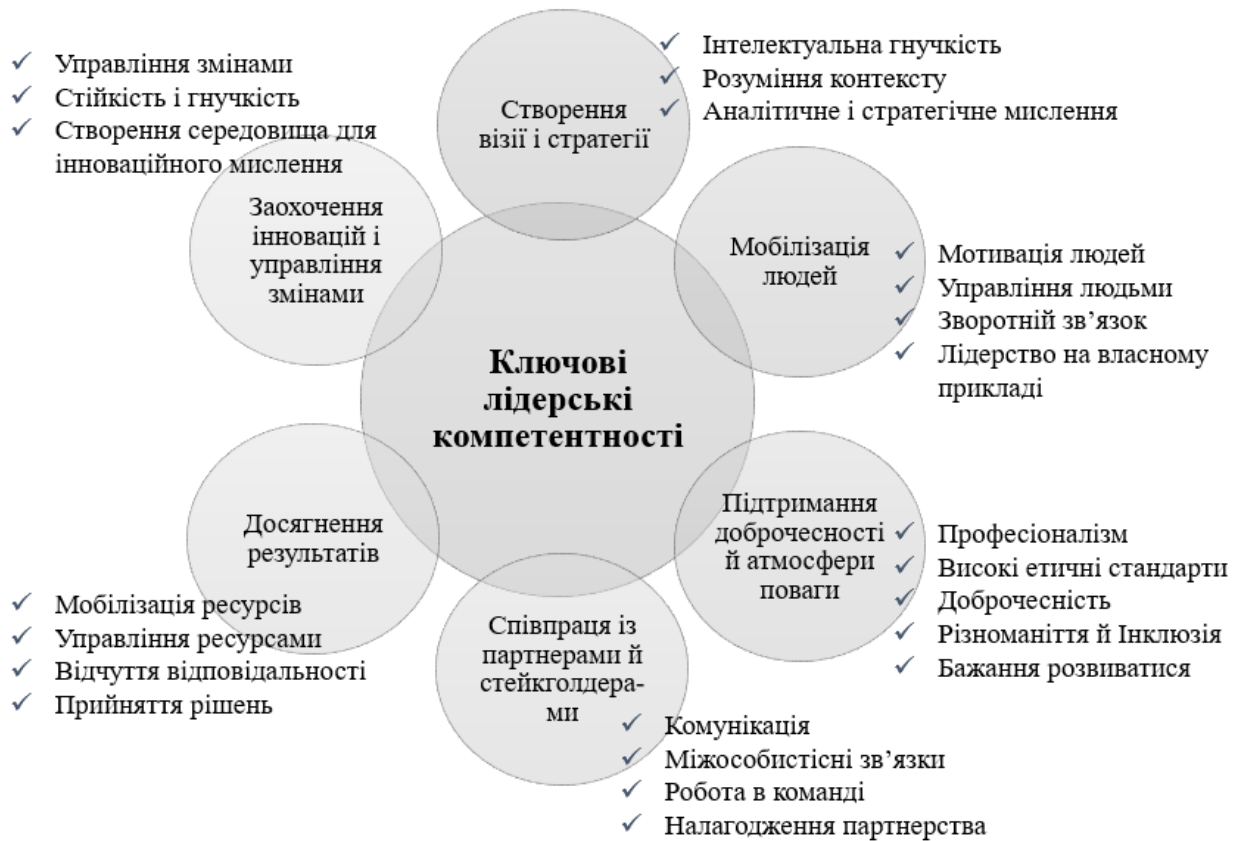 Управління змінами
Стійкість і гнучкість
Створення середовища для
інноваційного мислення
Створення
візії і стратегії
Інтелектуальна гнучкість
Розуміння контексту
Аналітичне і стратегічне мислення
Заохочення
інновацій і
управління
змінами
Мобілізація
людей
Мотивація людей
Управління людьми
Зворотній зв’язок
Лідерство на власному
прикладі
Ключові
лідерські
компетентності
Досягнення
результатів
Мобілізація ресурсів
Управління ресурсами
Відчуття відповідальності
Прийняття рішень
Підтримання
доброчесності
й атмосфери
поваги
Професіоналізм
Високі етичні стандарти
Доброчесність
Різноманіття й Інклюзія
Бажання розвиватися
Співпраця із
партнерами й
стейкголдера-
ми
Комунікація
Міжособистісні зв’язки
Робота в команді
Налагодження партнерства